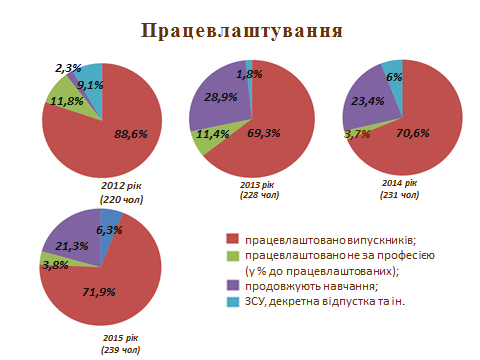 Працевлаштування
2,3%
9,1%
11,8%
88,6%
2012 рік
(220 чол)
1,8%
28,9%
11,4%
69,3%
2013 рік
(228 чол)
6%
23,4%
3,7%
70,6%
2014 рік
(231 чол)
6,3%
21,3%
3,8%
71,9%
2015 рік
(239 чол)
працевлаштовано випускників;
працевлаштовано не за професією
(у % до працевлаштованих);
продовжують навчання;
ЗСУ, декретна відпустка та ін.